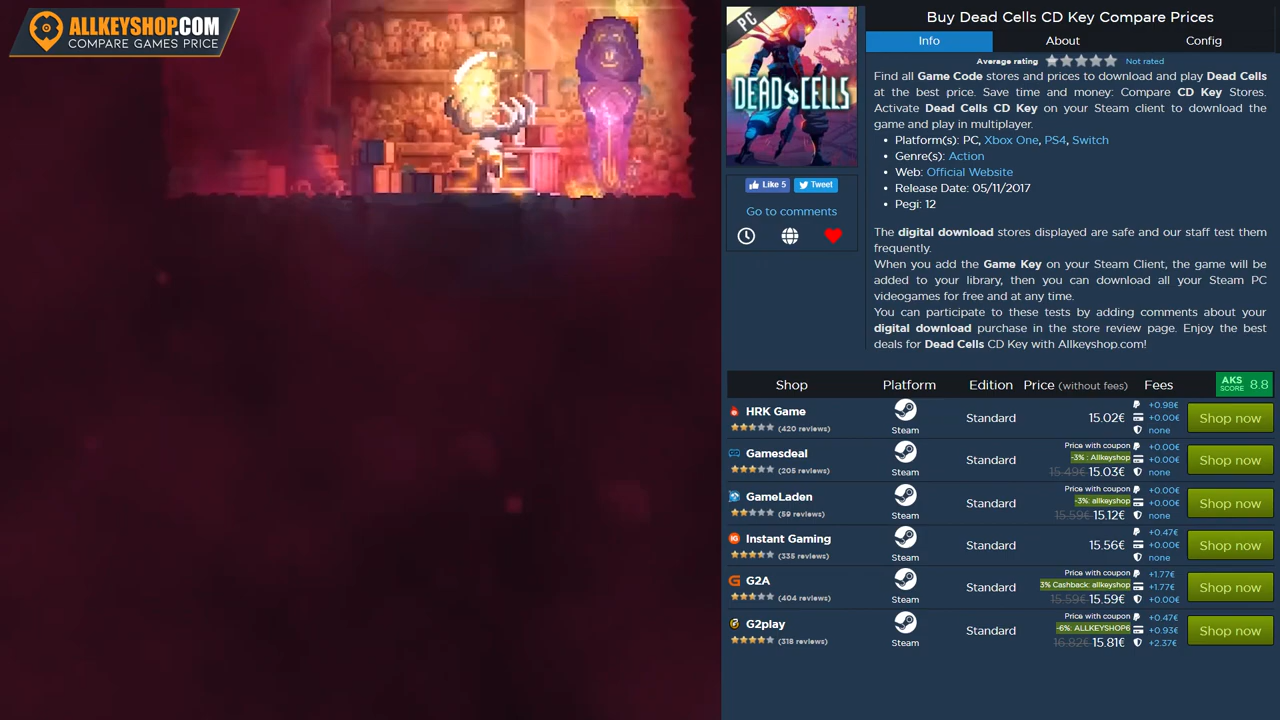 ALLKEYSHOP.COM
COMPARE GAMES PRICE
PC
DEAD CELLS
Like 5
Tweet
Go to comments
Buy Dead Cells CD Key Compare Prices
Info
About
Config
Average rating
Not rated
Find all Game Code stores and prices to download and play Dead Cells
at the best price. Save time and money: Compare CD Key Stores.
Activate Dead Cells CD Key on your Steam client to download the
game and play in multiplayer.
• Platform(s): PC, Xbox One, PS4, Switch
• Genre(s): Action
• Web: Official Website
• Release Date: 05/11/2017
• Pegi: 12
The digital download stores displayed are safe and our staff test them
frequently.
When you add the Game Key on your Steam Client, the game will be
added to your library, then you can download all your Steam PC
videogames for free and at any time.
You can participate to these tests by adding comments about your
digital download purchase in the store review page. Enjoy the best
deals for Dead Cells CD Key with Allkeyshop.com!
Shop Platform Edition Price (without fees) Fees AKS SCORE 8.8
HRK Game
(420 reviews)
Steam
Standard
15.02€
+0.98€
+0.00€
none
Shop now
Gamesdeal
(205 reviews)
Steam
Standard
Price with coupon
-3% : Allkeyshop
15.49€ 15.03€
+0.00€
+0.00€
none
Shop now
GameLaden
(59 reviews)
Steam
Standard
Price with coupon
-3%: allkeyshop
15.59€ 15.12€
+0.00€
+0.00€
none
Shop now
Instant Gaming
(335 reviews)
Steam
Standard
15.56€
+0.47€
+0.00€
none
Shop now
G2A
(404 reviews)
Steam
Standard
Price with coupon
3% Cashback: allkeyshop
15.59€ 15.59€
+1.77€
+1.77€
+0.00€
Shop now
G2play
(318 reviews)
Steam
Standard
Price with coupon
-6%: ALLKEYSHOP6
16.82€ 15.81€
+0.47€
+0.93€
+2.37€
Shop now